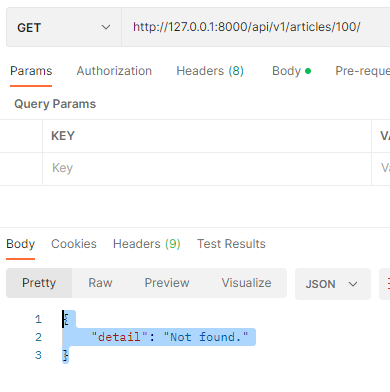 GET http://127.0.0.1:8000/api/v1/articles/100/
Params Authorization Headers (8) Body Pre-reque
Query Params
KEY VA
Key Va
Body Cookies Headers (9) Test Results
Pretty Raw Preview Visualize JSON
1 {
2 "detail": "Not found."
3 }